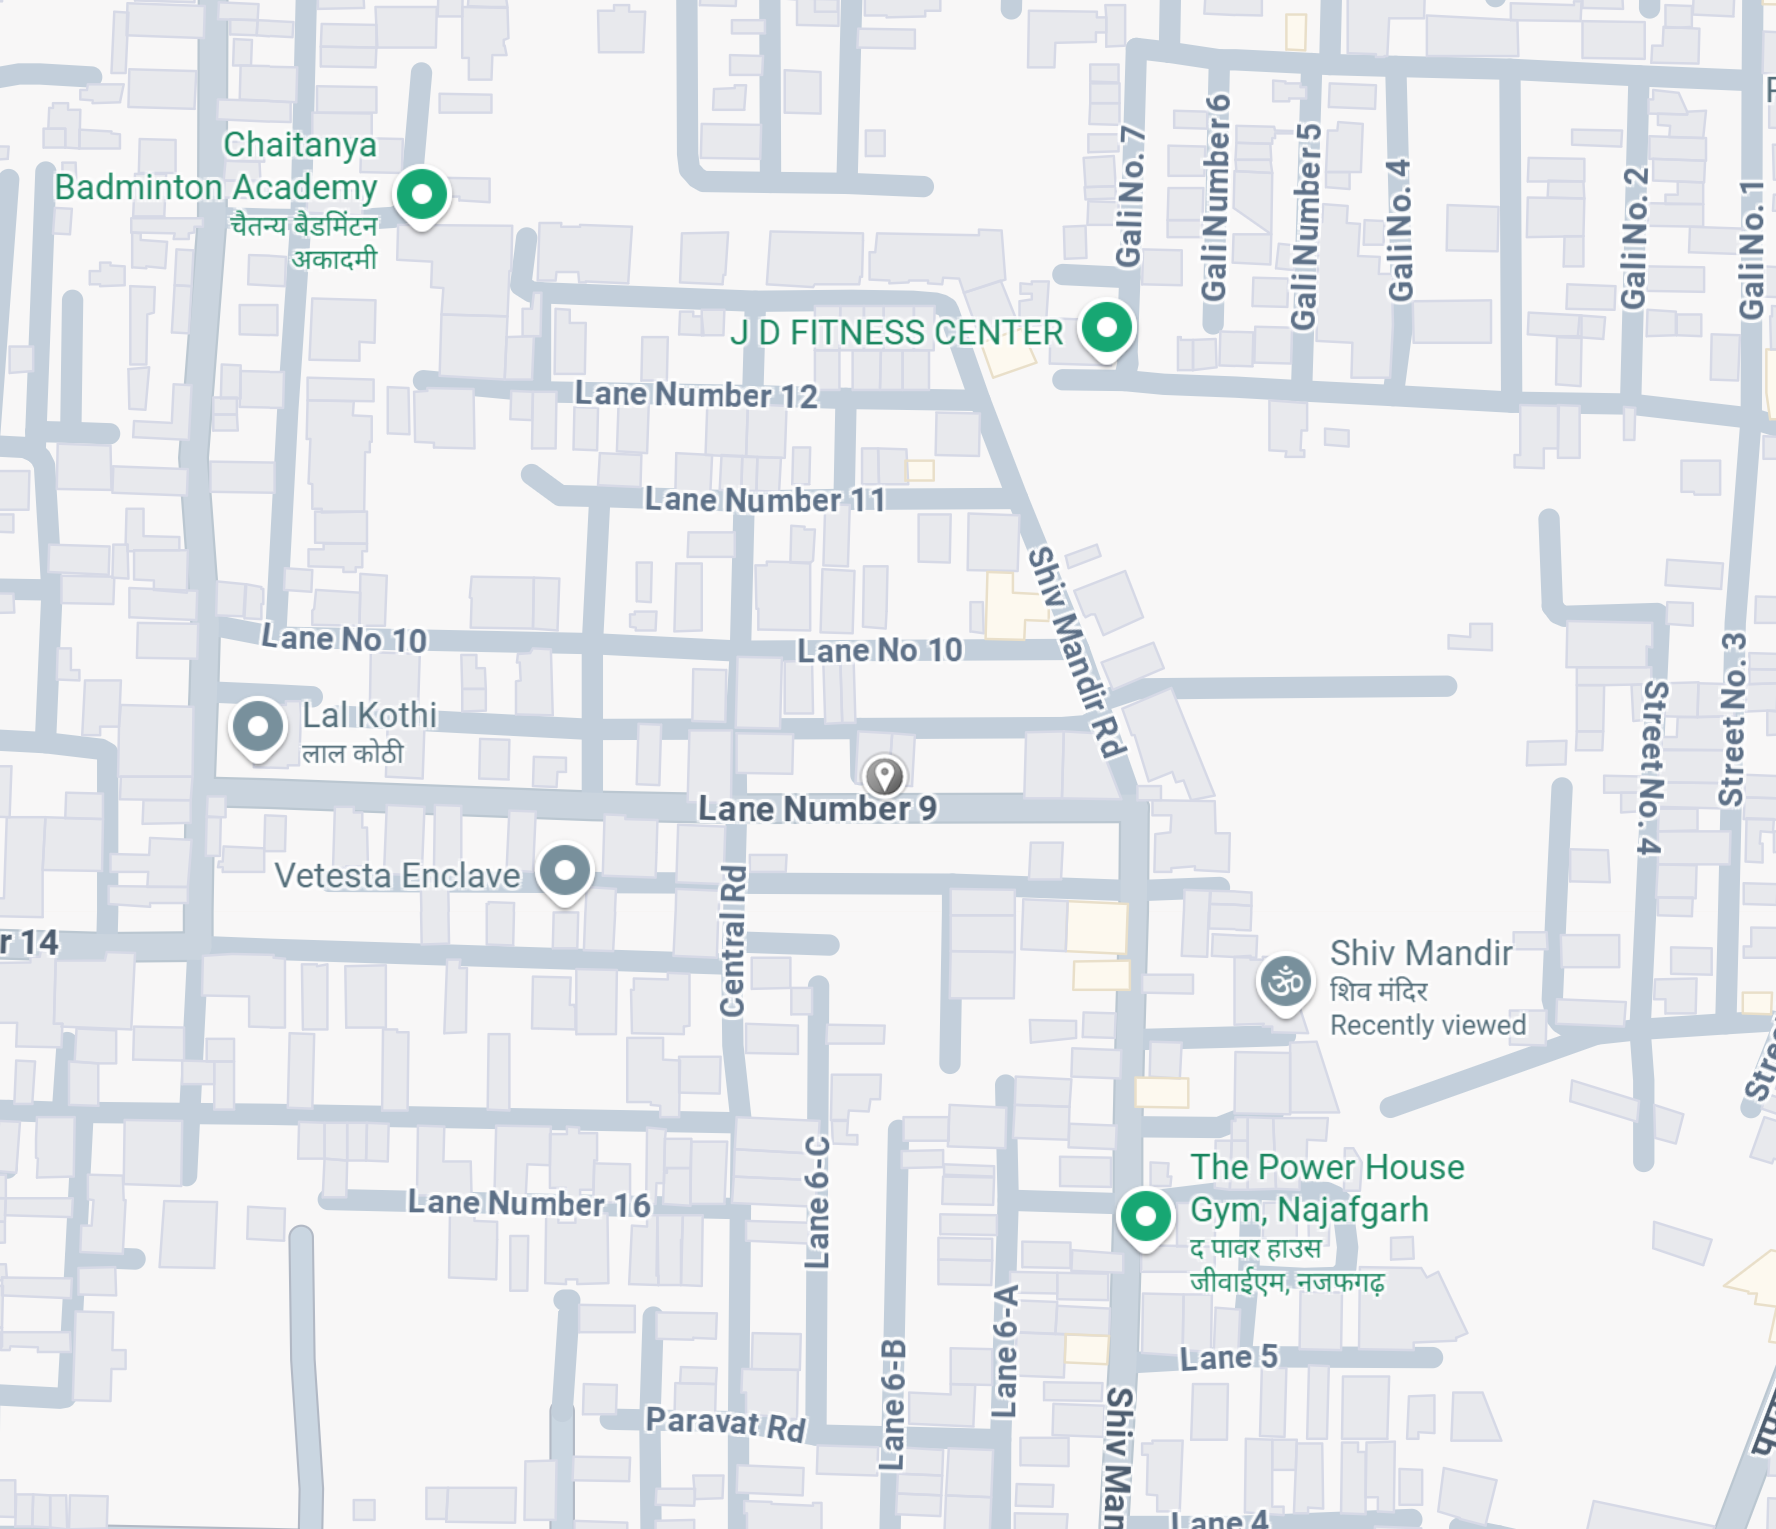 Chaitanya
Badminton Academy
चैतन्य बैडमिंटन
अकादमी
J D FITNESS CENTER
Gali No. 7
Gali Number 6
Gali Number 5
Gali No. 4
Gali No. 2
Gali No. 1
Lane Number 12
Lane Number 11
Shiv Mandir Rd
Lane No 10
Lane No 10
Lal Kothi
लाल कोठी
Lane Number 9
Street No. 4
Street No. 3
Vetesta Enclave
Central Rd
r 14
Shiv Mandir
शिव मंदिर
Recently viewed
Stree
The Power House
Gym, Najafgarh
द पावर हाउस
जीवाईएम, नजफगढ़
Lane 6-C
Lane Number 16
Lane 6-B
Lane 6-A
Lane 5
Paravat Rd
Shiv Man
Lane 4